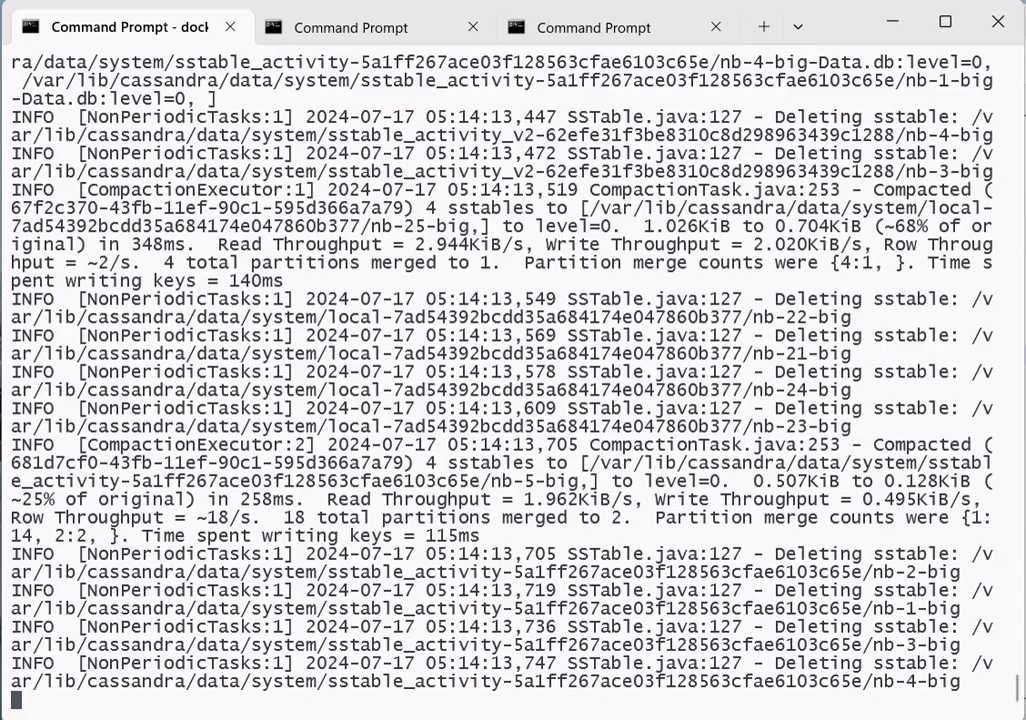 Command Prompt - dock
Command Prompt
Command Prompt
ra/data/system/sstable_activity-5a1ff267ace03f128563cfae6103c65e/nb-4-big-Data.db:level=0,
 /var/lib/cassandra/data/system/sstable_activity-5a1ff267ace03f128563cfae6103c65e/nb-1-big
-Data.db:level=0, ]
INFO  [NonPeriodicTasks:1] 2024-07-17 05:14:13,447 SSTable.java:127 - Deleting sstable: /v
ar/lib/cassandra/data/system/sstable_activity_v2-62efe31f3be8310c8d298963439c1288/nb-4-big
INFO  [NonPeriodicTasks:1] 2024-07-17 05:14:13,472 SSTable.java:127 - Deleting sstable: /v
ar/lib/cassandra/data/system/sstable_activity_v2-62efe31f3be8310c8d298963439c1288/nb-3-big
INFO  [CompactionExecutor:1] 2024-07-17 05:14:13,519 CompactionTask.java:253 - Compacted (
67f2c370-43fb-11ef-90c1-595d366a7a79) 4 sstables to [/var/lib/cassandra/data/system/local-
7ad54392bcdd35a684174e047860b377/nb-25-big,] to level=0.  1.026KiB to 0.704KiB (~68% of or
iginal) in 348ms.  Read Throughput = 2.944KiB/s, Write Throughput = 2.020KiB/s, Row Throug
hput = ~2/s.  4 total partitions merged to 1.  Partition merge counts were {4:1, }. Time s
pent writing keys = 140ms
INFO  [NonPeriodicTasks:1] 2024-07-17 05:14:13,549 SSTable.java:127 - Deleting sstable: /v
ar/lib/cassandra/data/system/local-7ad54392bcdd35a684174e047860b377/nb-22-big
INFO  [NonPeriodicTasks:1] 2024-07-17 05:14:13,569 SSTable.java:127 - Deleting sstable: /v
ar/lib/cassandra/data/system/local-7ad54392bcdd35a684174e047860b377/nb-21-big
INFO  [NonPeriodicTasks:1] 2024-07-17 05:14:13,578 SSTable.java:127 - Deleting sstable: /v
ar/lib/cassandra/data/system/local-7ad54392bcdd35a684174e047860b377/nb-24-big
INFO  [NonPeriodicTasks:1] 2024-07-17 05:14:13,609 SSTable.java:127 - Deleting sstable: /v
ar/lib/cassandra/data/system/local-7ad54392bcdd35a684174e047860b377/nb-23-big
INFO  [CompactionExecutor:2] 2024-07-17 05:14:13,705 CompactionTask.java:253 - Compacted (
681d7cf0-43fb-11ef-90c1-595d366a7a79) 4 sstables to [/var/lib/cassandra/data/system/sstabl
e_activity-5a1ff267ace03f128563cfae6103c65e/nb-5-big,] to level=0.  0.507KiB to 0.128KiB (
~25% of original) in 258ms.  Read Throughput = 1.962KiB/s, Write Throughput = 0.495KiB/s,
Row Throughput = ~18/s.  18 total partitions merged to 2.  Partition merge counts were {1:
14, 2:2, }. Time spent writing keys = 115ms
INFO  [NonPeriodicTasks:1] 2024-07-17 05:14:13,705 SSTable.java:127 - Deleting sstable: /v
ar/lib/cassandra/data/system/sstable_activity-5a1ff267ace03f128563cfae6103c65e/nb-2-big
INFO  [NonPeriodicTasks:1] 2024-07-17 05:14:13,719 SSTable.java:127 - Deleting sstable: /v
ar/lib/cassandra/data/system/sstable_activity-5a1ff267ace03f128563cfae6103c65e/nb-1-big
INFO  [NonPeriodicTasks:1] 2024-07-17 05:14:13,736 SSTable.java:127 - Deleting sstable: /v
ar/lib/cassandra/data/system/sstable_activity-5a1ff267ace03f128563cfae6103c65e/nb-3-big
INFO  [NonPeriodicTasks:1] 2024-07-17 05:14:13,747 SSTable.java:127 - Deleting sstable: /v
ar/lib/cassandra/data/system/sstable_activity-5a1ff267ace03f128563cfae6103c65e/nb-4-big